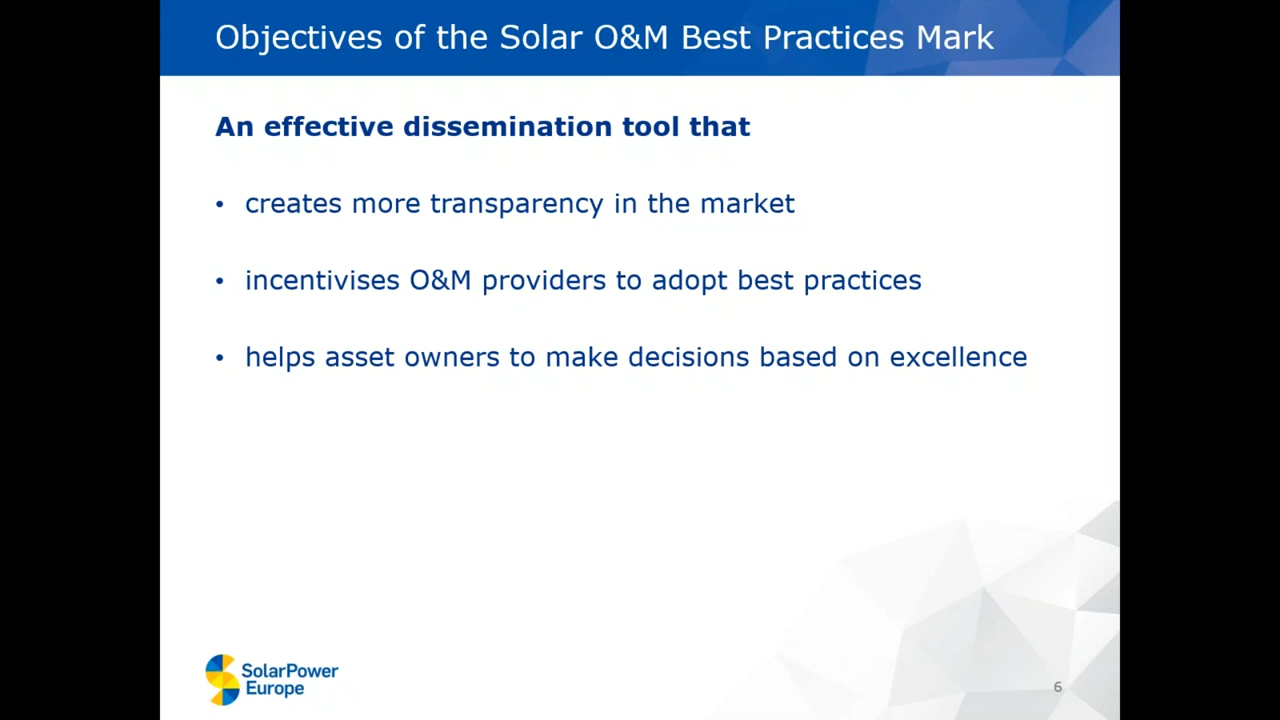 Objectives of the Solar O&M Best Practices Mark
An effective dissemination tool that
• creates more transparency in the market
• incentivises O&M providers to adopt best practices
• helps asset owners to make decisions based on excellence
SolarPower
Europe
6